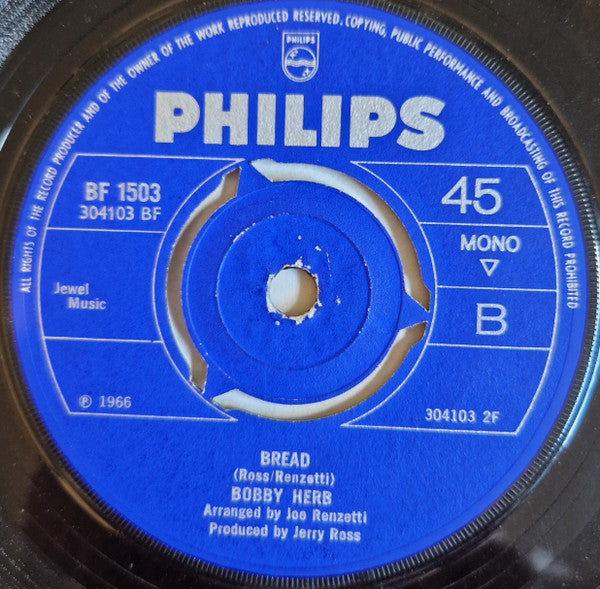 ALL RIGHTS OF THE RECORD PRODUCER AND OF THE OWNER OF THE WORK REPRODUCED RESERVED. COPYING, PUBLIC PERFORMANCE AND BROADCASTING OF THIS RECORD PROHIBITED
PHILIPS
PHILIPS
BF 1503
304103 BF
45
MONO
B
Jewel
Music
℗ 1966
304103 2F
BREAD
(Ross/Renzetti)
BOBBY HERB
Arranged by Joe Renzetti
Produced by Jerry Ross